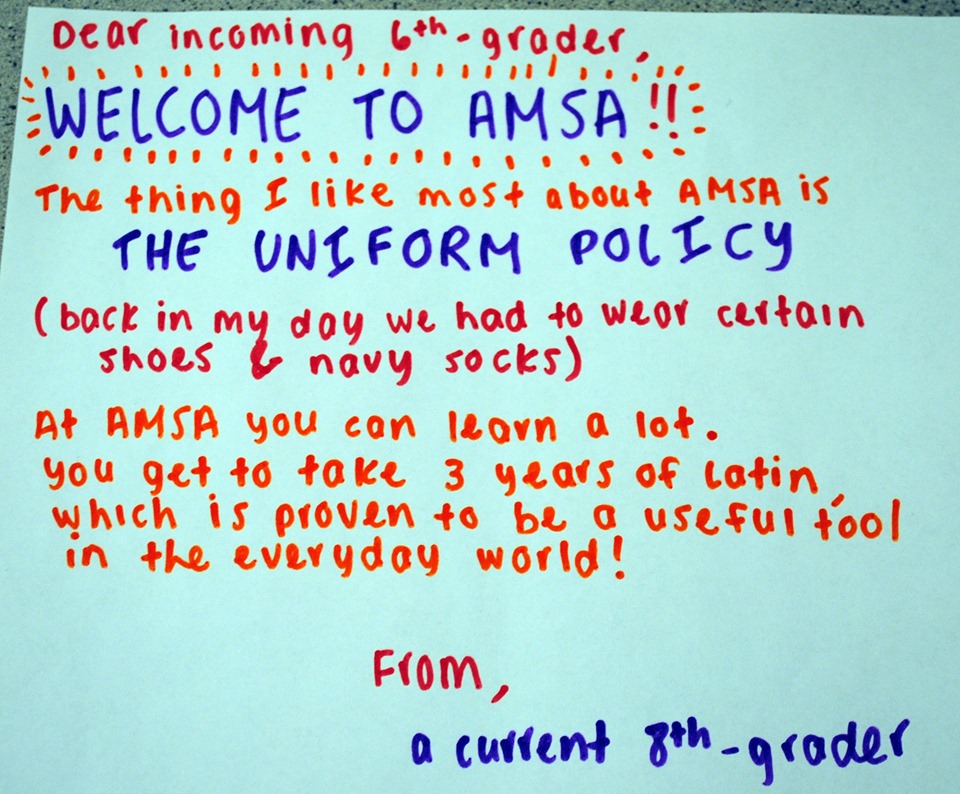 Dear incoming 6th-grader,
WELCOME TO AMSA!!
The thing I like most about AMSA is
THE UNIFORM POLICY
(back in my day we had to wear certain
shoes & navy socks)
At AMSA you can learn a lot.
you get to take 3 years of Latin,
which is proven to be a useful tool
in the everyday world!
From,
a current 8th-grader